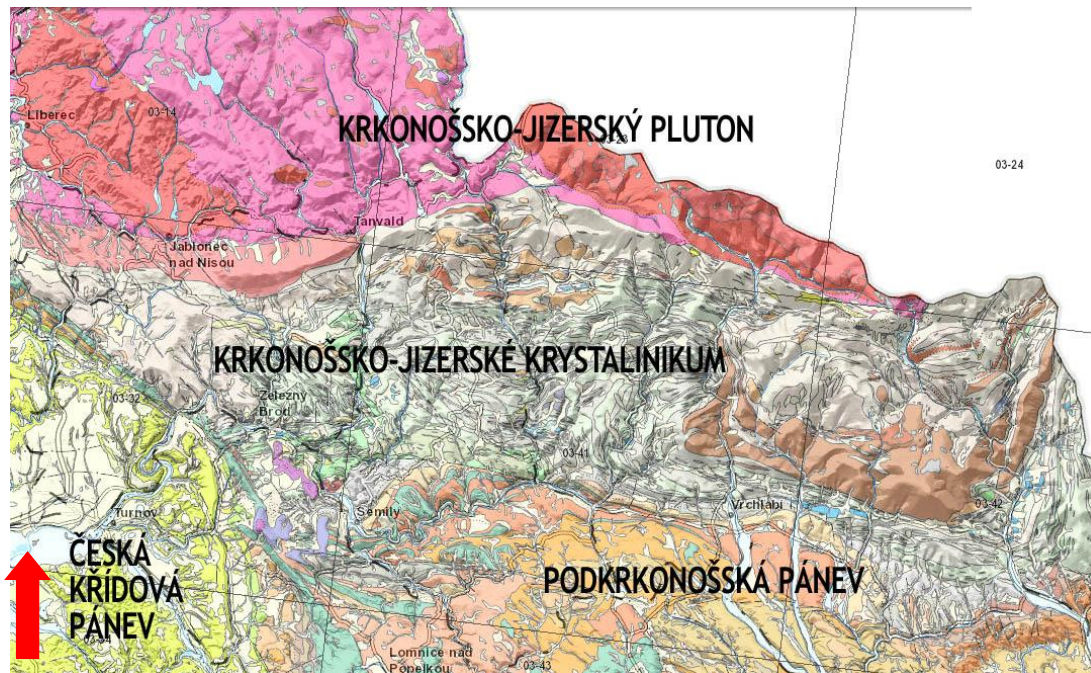 Liberec
03-14
KRKONOŠSKO-JIZERSKÝ PLUTON
03-24
Tanvald
Jablonec
nad Nisou
KRKONOŠSKO-JIZERSKÉ KRYSTALINIKUM
03-32
Železný
Brod
03-41
Turnov
Semily
Vrchlabí
03-42
ČESKÁ
KŘÍDOVÁ
PÁNEV
PODKRKONOŠSKÁ PÁNEV
Lomnice nad
Popelkou
03-43